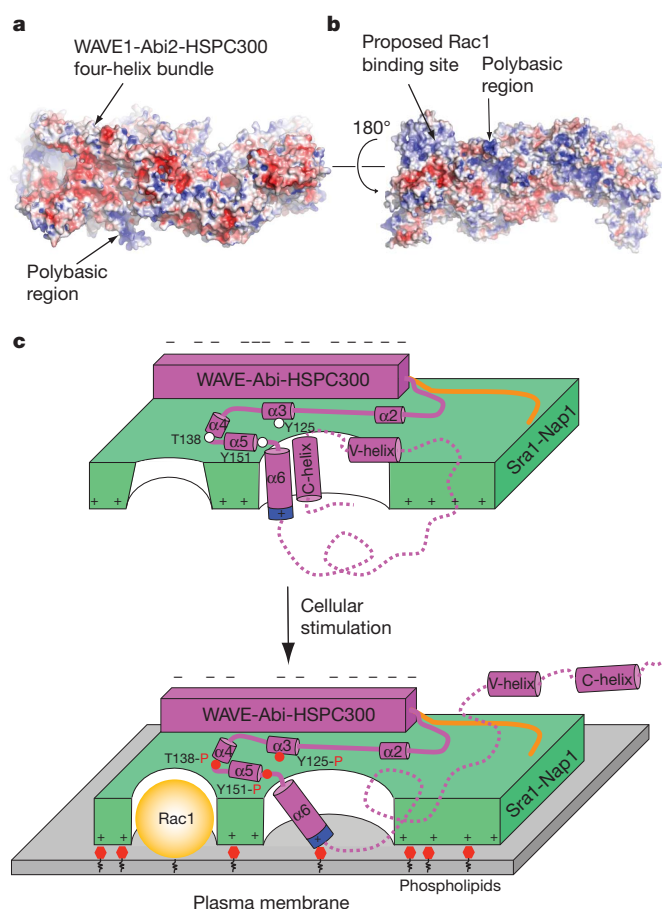 a
WAVE1-Abi2-HSPC300
four-helix bundle
Polybasic
region
b
Proposed Rac1
binding site
Polybasic
region
180°
c
– – – ––– – – – – – – –
WAVE-Abi-HSPC300
α3
α2
α4
Y125
T138
α5
Y151
V-helix
C-helix
α6
+
Sra1-Nap1
+ + + + + + + +
Cellular
stimulation
– – – ––– – – – – – – –
V-helix
C-helix
WAVE-Abi-HSPC300
α4
α3
α2
T138-P
α5
Y125-P
Y151-P
α6
Sra1-Nap1
Rac1
+ + + + + + +
Phospholipids
Plasma membrane